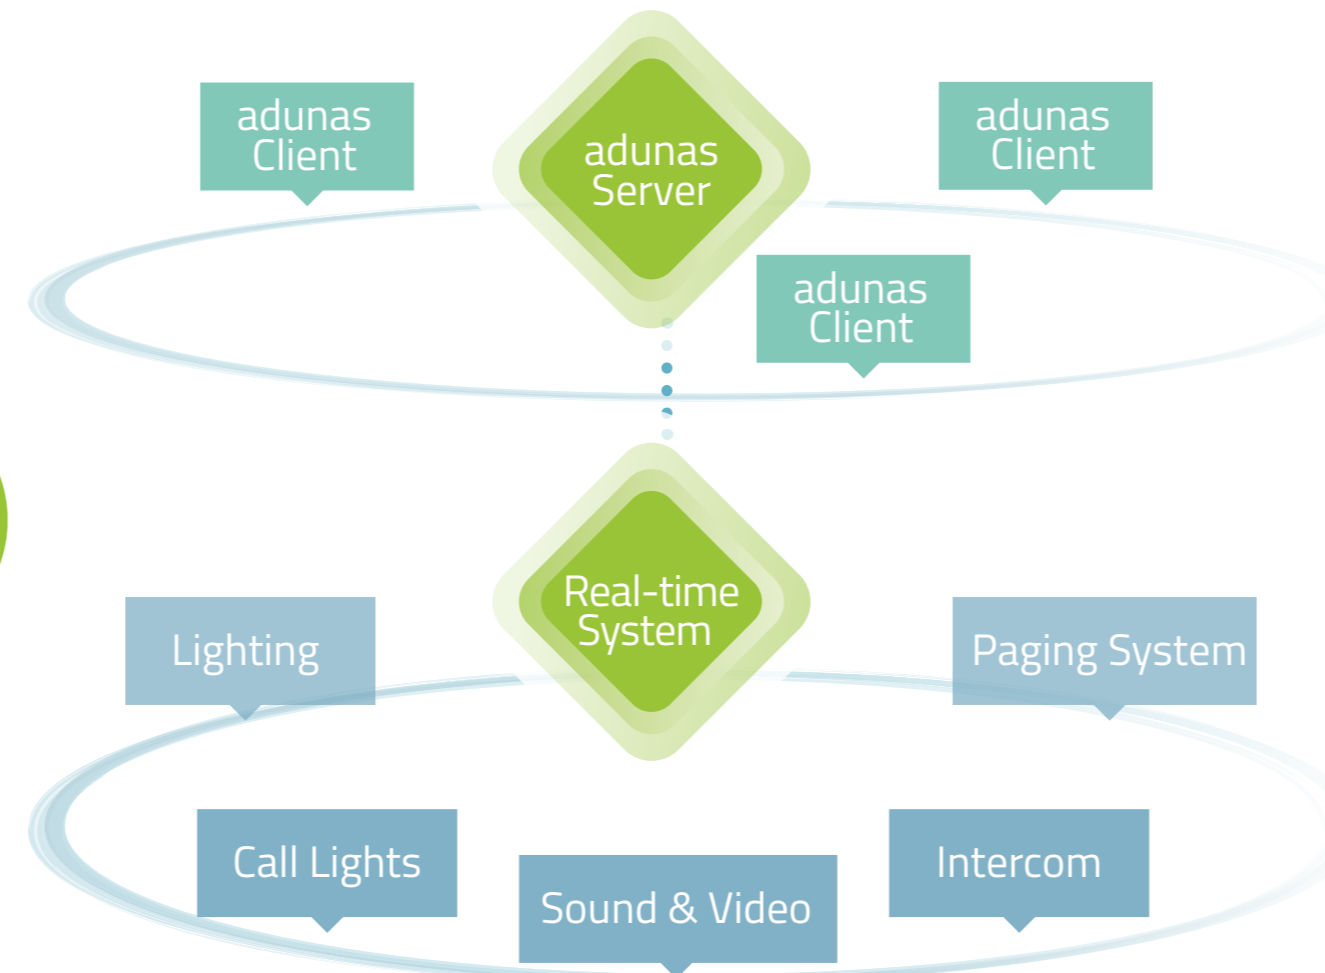 adunas
Client
adunas
Server
adunas
Client
adunas
Client
Real-time
System
Lighting
Paging System
Call Lights
Sound & Video
Intercom